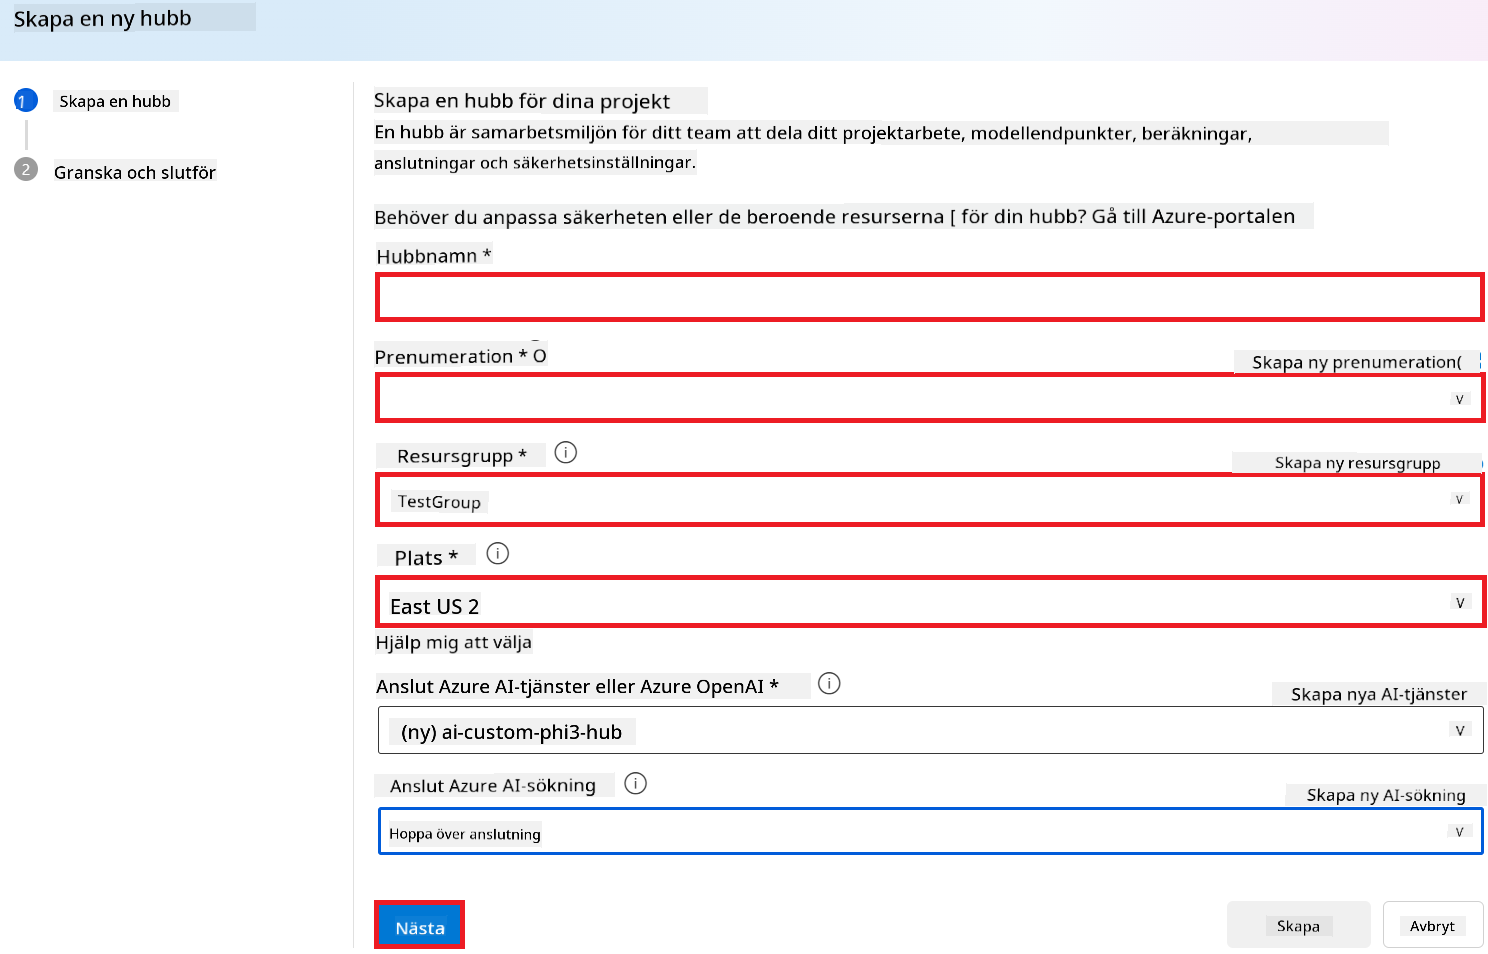 Skapa en ny hubb
1 Skapa en hubb
2 Granska och slutför
Skapa en hubb för dina projekt
En hubb är samarbetsmiljön för ditt team att dela ditt projektarbete, modellendpunkter, beräkningar,
anslutningar och säkerhetsinställningar.
Behöver du anpassa säkerheten eller de beroende resurserna [ för din hubb? Gå till Azure-portalen
Hubbnamn *
Prenumeration * O
Skapa ny prenumeration(
v
Resursgrupp *
Skapa ny resursgrupp
TestGroup
v
Plats *
East US 2
v
Hjälp mig att välja
Anslut Azure AI-tjänster eller Azure OpenAI *
Skapa nya AI-tjänster
(ny) ai-custom-phi3-hub
v
Anslut Azure AI-sökning
Skapa ny AI-sökning
Hoppa över anslutning
v
Nästa
Skapa
Avbryt